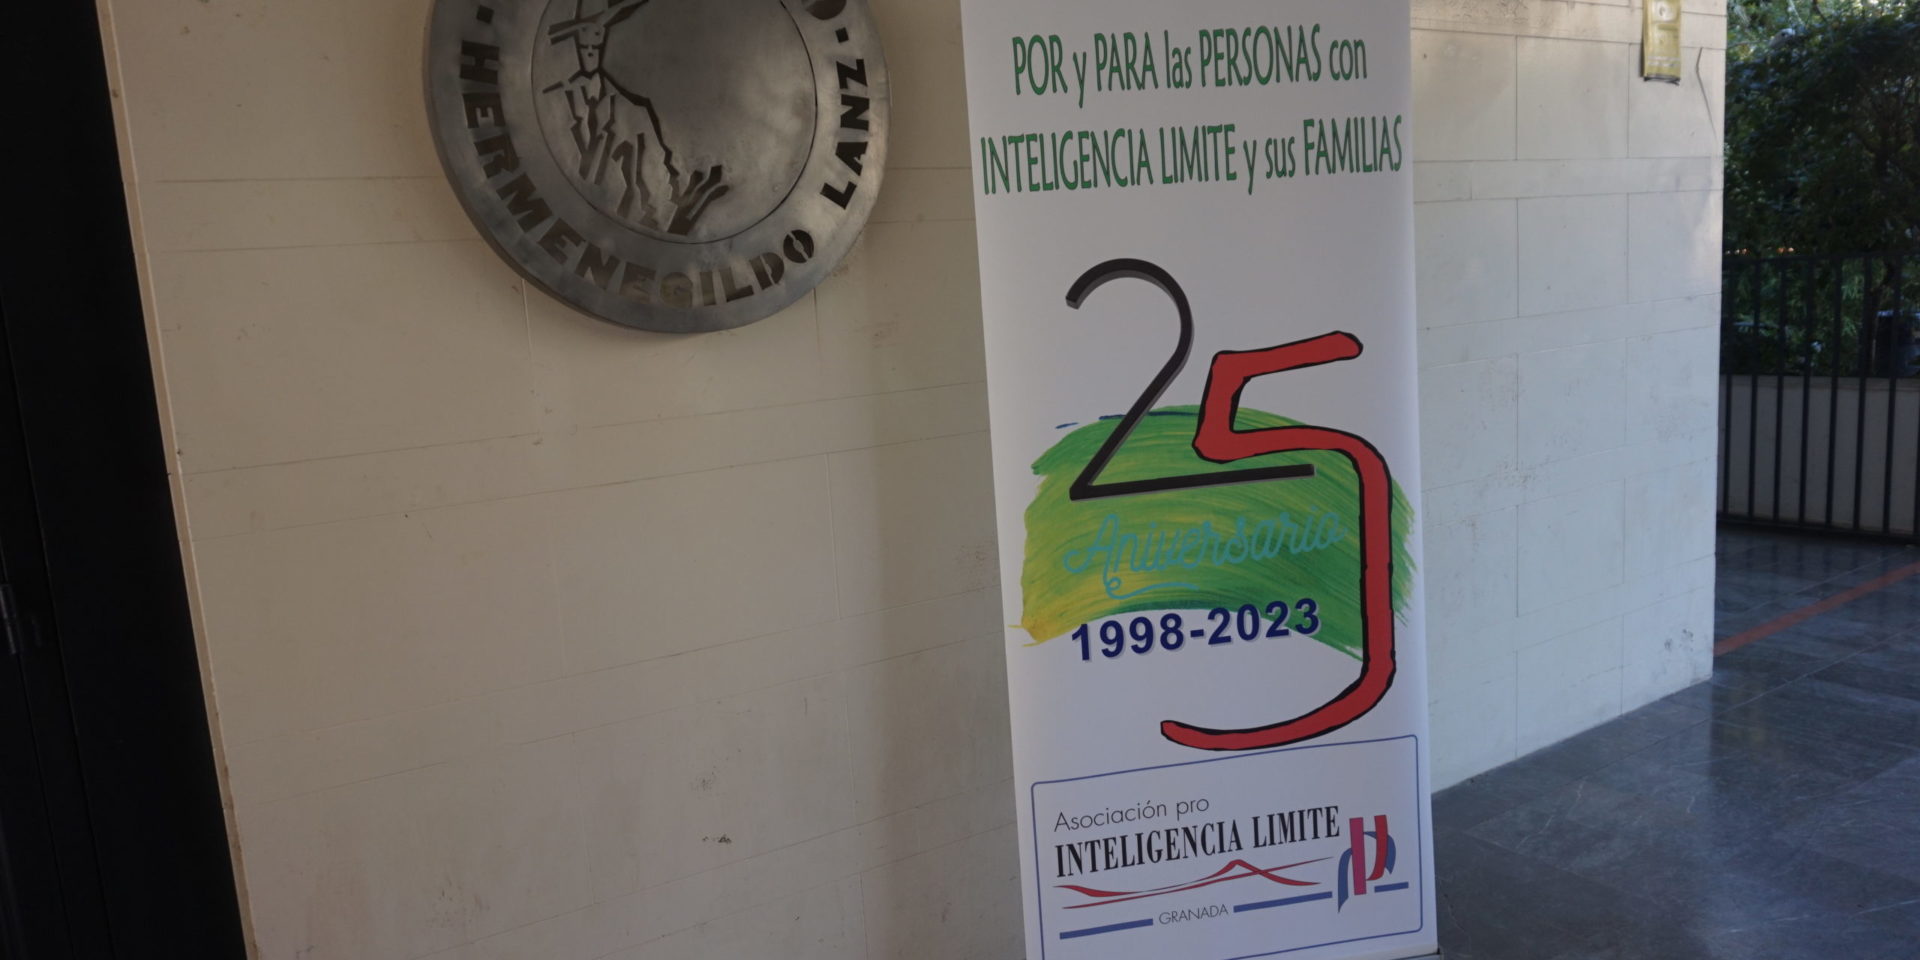 · HERMENEGILDO LANZ ·
POR y PARA las PERSONAS con
INTELIGENCIA LIMITE y sus FAMILIAS
25
Aniversario
1998-2023
Asociación pro
INTELIGENCIA LIMITE
GRANADA